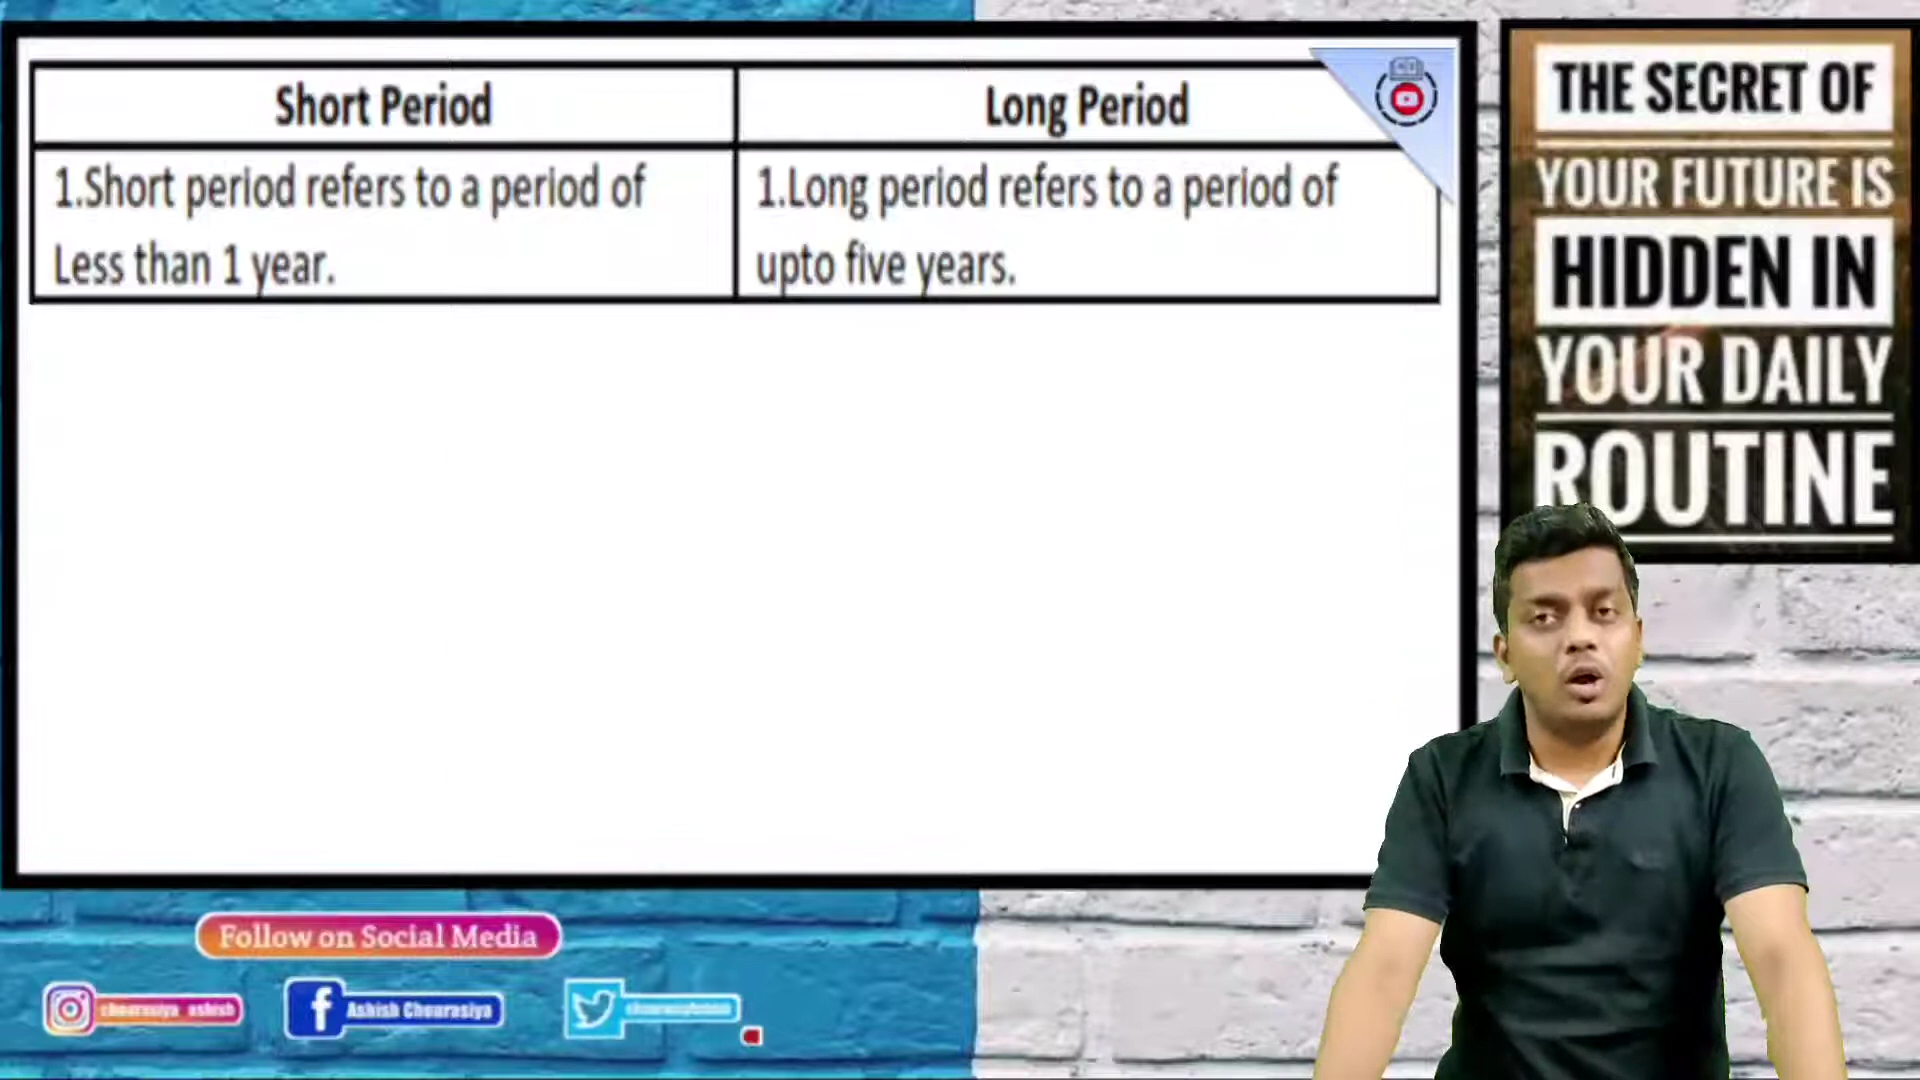 Short Period
Long Period
1.Short period refers to a period of
Less than 1 year.
1.Long period refers to a period of
upto five years.
THE SECRET OF
YOUR FUTURE IS
HIDDEN IN
YOUR DAILY
ROUTINE
Follow on Social Media
chourasiya_ashish
Ashish Chourasiya